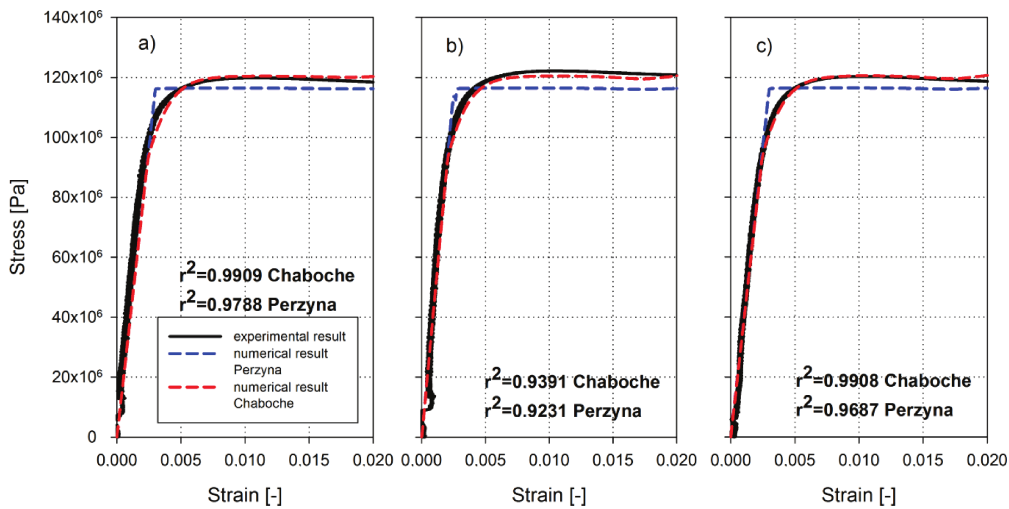 140x10⁶
120x10⁶
100x10⁶
80x10⁶
60x10⁶
40x10⁶
20x10⁶
0
Stress [Pa]
a)
r²=0.9909 Chaboche
r²=0.9788 Perzyna
experimental result
numerical result
Perzyna
numerical result
Chaboche
0.000 0.005 0.010 0.015 0.020
Strain [-]
b)
r²=0.9391 Chaboche
r²=0.9231 Perzyna
0.000 0.005 0.010 0.015 0.020
Strain [-]
c)
r²=0.9908 Chaboche
r²=0.9687 Perzyna
0.000 0.005 0.010 0.015 0.020
Strain [-]